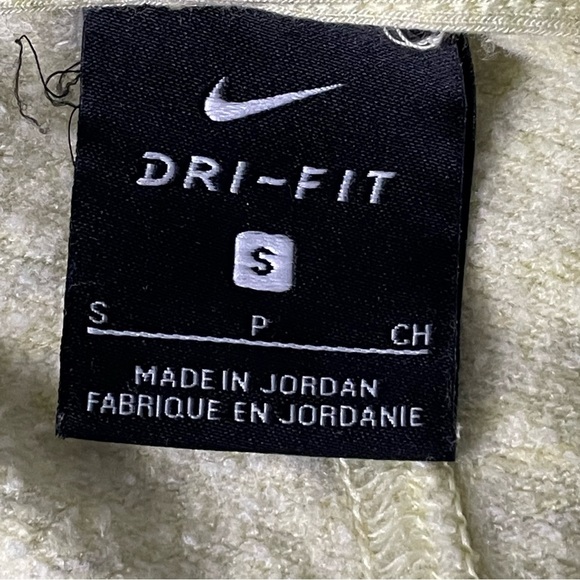 DRI-FIT
S
S P CH
MADE IN JORDAN
FABRIQUE EN JORDANIE